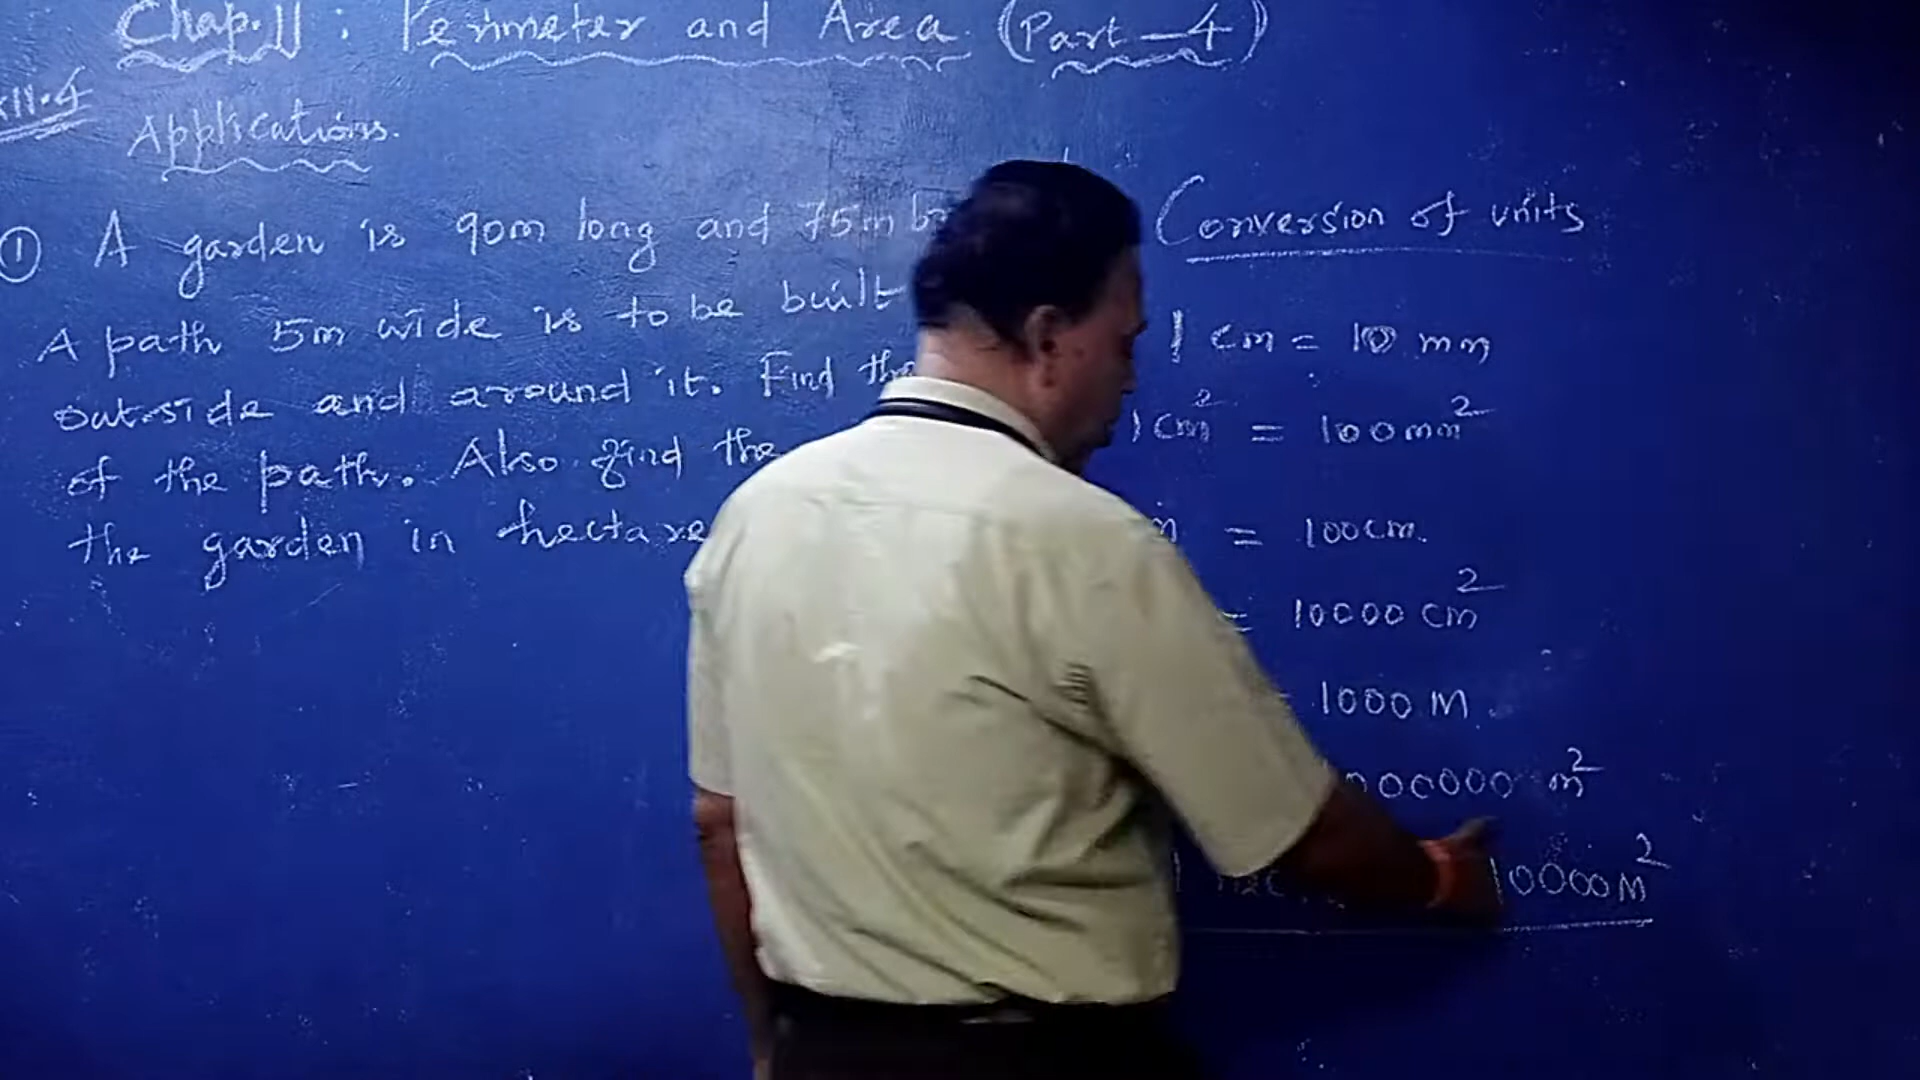 Chap.11 : Perimeter and Area. (Part-4)
11.4
Applications.
① A garden is 90m long and 75m
A path 5m wide is to be built
outside and around it. Find the
of the path. Also find the
the garden in hectare
Conversion of units
1 cm = 10 mm
1 cm² = 100 mm²
= 100 cm.
= 10000 cm²
= 1000 M.
000000 m²
1 10000 M²